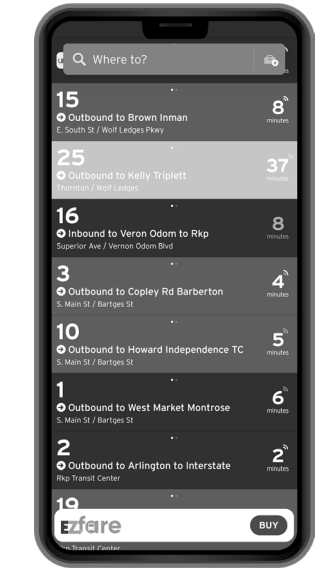 Where to?
15
Outbound to Brown Inman
E. South St / Wolf Ledges Pkwy
8
minutes
25
Outbound to Kelly Triplett
Thornton / Wolf Ledges
37
minutes
16
Inbound to Veron Odom to Rkp
Superior Ave / Vernon Odom Blvd
8
minutes
3
Outbound to Copley Rd Barberton
S. Main St / Bartges St
4
minutes
10
Outbound to Howard Independence TC
S. Main St / Bartges St
5
minutes
1
Outbound to West Market Montrose
S. Main St / Bartges St
6
minutes
2
Outbound to Arlington to Interstate
Rkp Transit Center
2
minutes
19
EZfare
BUY
Rkp Transit Center